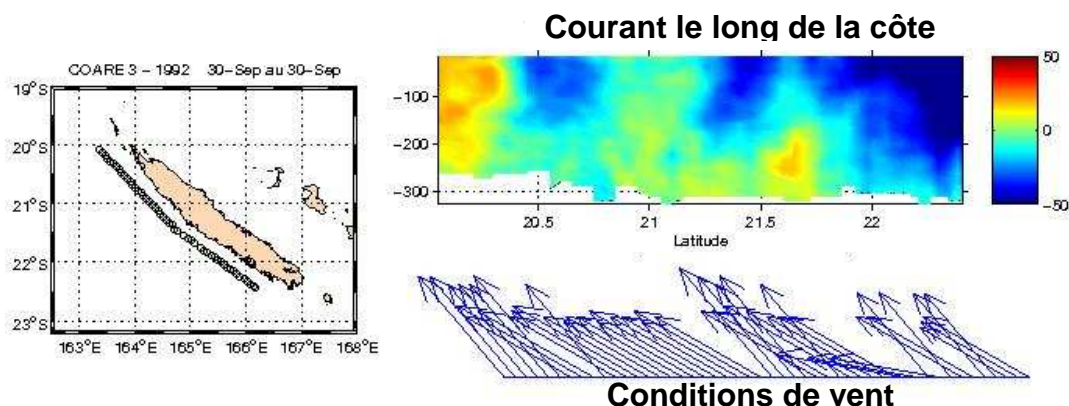 Courant le long de la côte
COARE 3 - 1992 30-Sep au 30-Sep
19°S
20°S
21°S
22°S
23°S
163°E 164°E 165°E 166°E 167°E 168°E
-100
-200
-300
20.5 21 21.5 22
Latitude
50
0
-50
Conditions de vent